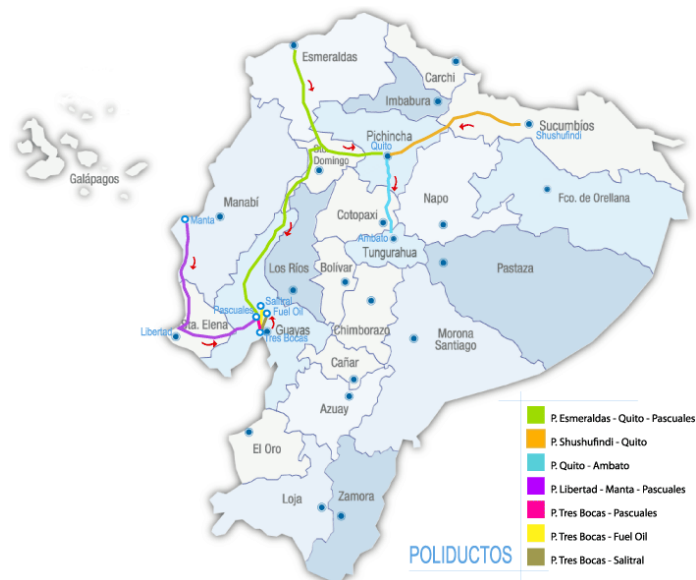 Esmeraldas
Carchi
Imbabura
Sucumbíos
Shushufindi
Pichincha
Quito
Domingo
Galápagos
Manabí
Manta
Cotopaxi
Napo
Fco. de Orellana
Ambato
Tungurahua
Los Ríos
Bolivar
Pastaza
Salitral
Pascuales
Fuel Oil
Sta. Elena
Libertad
Guayas
Tres Bocas
Chimborazo
Morona
Santiago
Cañar
Azuay
El Oro
Loja
Zamora
P. Esmeraldas - Quito - Pascuales
P. Shushufindi - Quito
P. Quito - Ambato
P. Libertad - Manta - Pascuales
P. Tres Bocas - Pascuales
P. Tres Bocas - Fuel Oil
P. Tres Bocas - Salitral
POLIDUCTOS